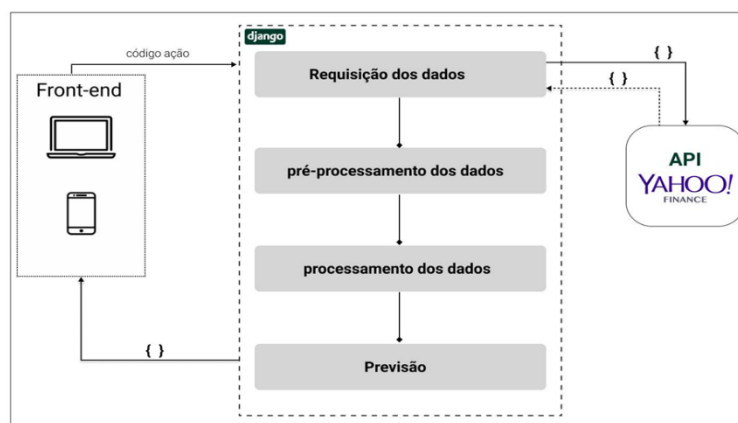 django
código ação
{ }
Requisição dos dados
{ }
Front-end
API
YAHOO!
FINANCE
pré-processamento dos dados
processamento dos dados
{ }
Previsão